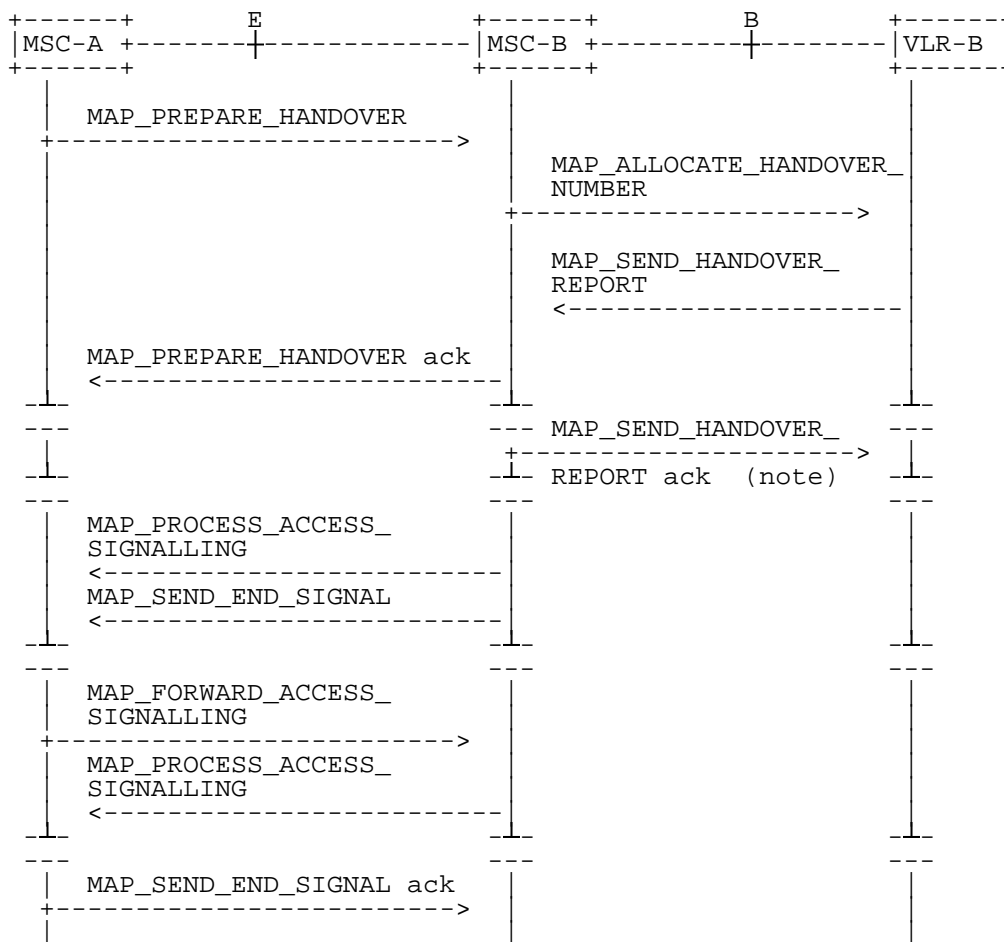 E B
MSC-A MSC-B VLR-B
MAP_PREPARE_HANDOVER
MAP_ALLOCATE_HANDOVER_
NUMBER
MAP_SEND_HANDOVER_
REPORT
MAP_PREPARE_HANDOVER ack
MAP_SEND_HANDOVER_
REPORT ack (note)
MAP_PROCESS_ACCESS_
SIGNALLING
MAP_SEND_END_SIGNAL
MAP_FORWARD_ACCESS_
SIGNALLING
MAP_PROCESS_ACCESS_
SIGNALLING
MAP_SEND_END_SIGNAL ack